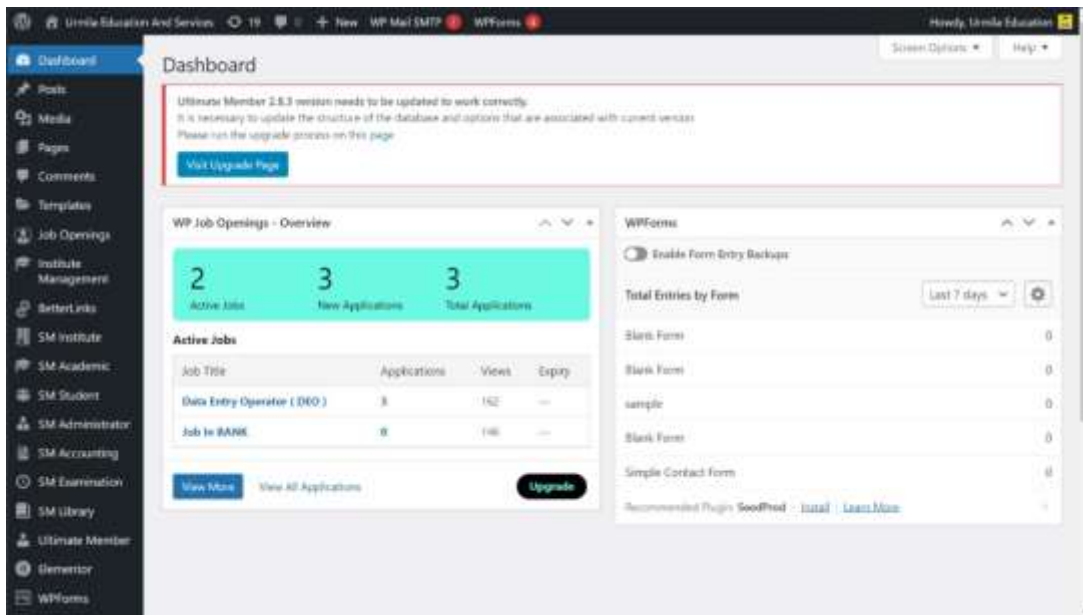 Urmila Education And Services 19 New WP Mail SMTP WPForms Howdy, Urmila Education
Screen Options Help
Dashboard
Posts
Media
Pages
Comments
Templates
Job Openings
Institute
Management
BetterLinks
SM Institute
SM Academic
SM Student
SM Administrator
SM Accounting
SM Examination
SM Library
Ultimate Member
Elementor
WPForms
Dashboard
Ultimate Member 2.8.3 version needs to be updated to work correctly.
It is necessary to update the structure of the database and options that are associated with current version
Please run the upgrade process on this page
Visit Upgrade Page
WP Job Openings - Overview
2 3 3
Active Jobs New Applications Total Applications
Active Jobs
Job Title Applications Views Expiry
Data Entry Operator ( DEO ) 3 162 —
Job In BANK 0 —
View More View All Applications Upgrade
WPForms
Enable Form Entry Backups
Total Entries by Form Last 7 days
Blank Form 0
Blank Form 0
sample 0
Blank Form 0
Simple Contact Form 0
Recommended Plugin: SeedProd - Install | Learn More